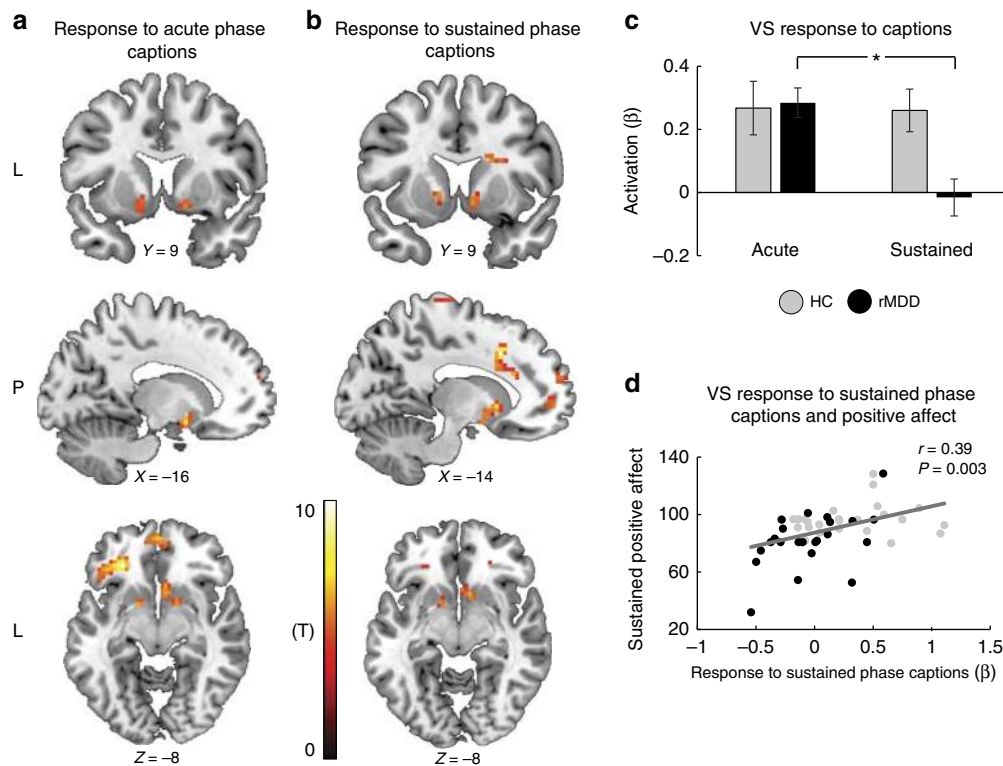 a
Response to acute phase
captions
L
Y = 9
P
X = −16
L
Z = −8
b
Response to sustained phase
captions
Y = 9
X = −14
10
(T)
0
Z = −8
c
VS response to captions
0.4
0.2
0
−0.2
Activation (β)
*
Acute
Sustained
HC
rMDD
d
VS response to sustained phase
captions and positive affect
r = 0.39
P = 0.003
140
100
60
20
Sustained positive affect
−1
−0.5
0
0.5
1
1.5
Response to sustained phase captions (β)